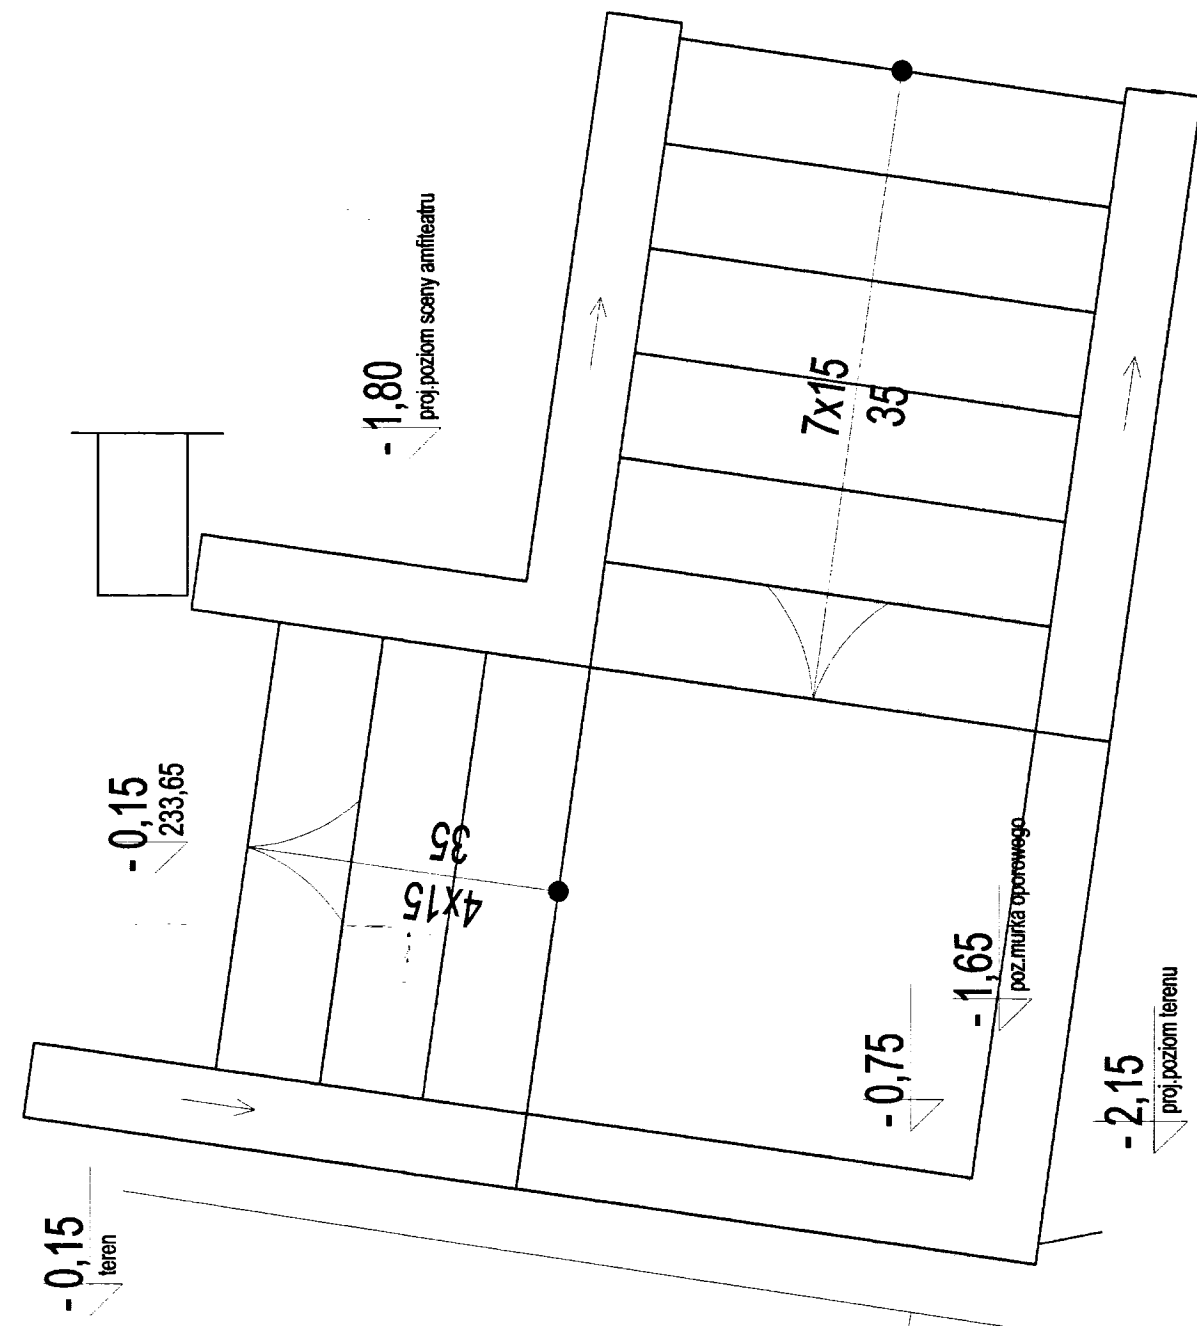 - 1,80
proj.poziom sceny amfiteatru
7x15
35
- 0,15
233,65
4x15
35
- 1,65
poz.murka oporowego
- 0,75
- 2,15
proj.poziom terenu
- 0,15
teren